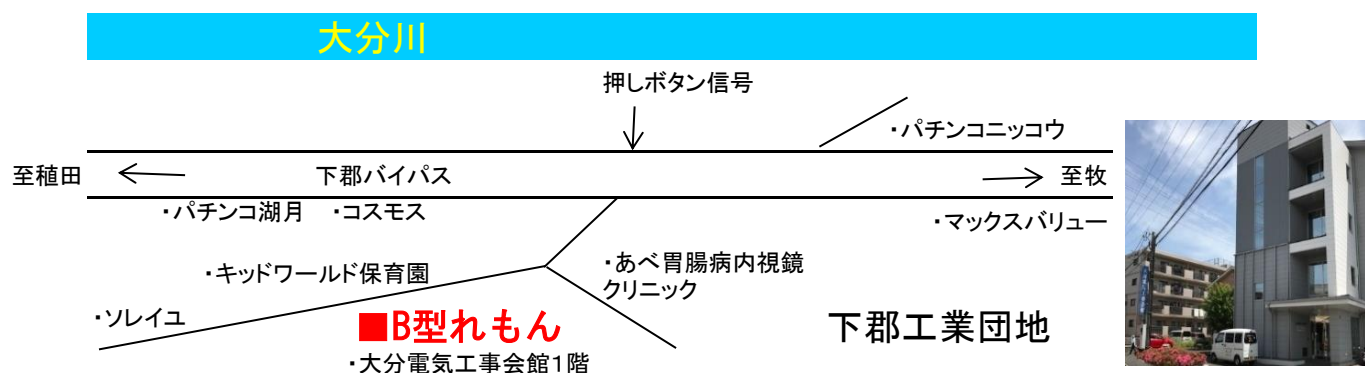 大分川
押しボタン信号
・パチンコニッコウ
至稙田
下郡バイパス
至牧
・パチンコ湖月
・コスモス
・マックスバリュー
・キッドワールド保育園
・あべ胃腸病内視鏡
クリニック
・ソレイユ
■B型れもん
下郡工業団地
・大分電気工事会館1階